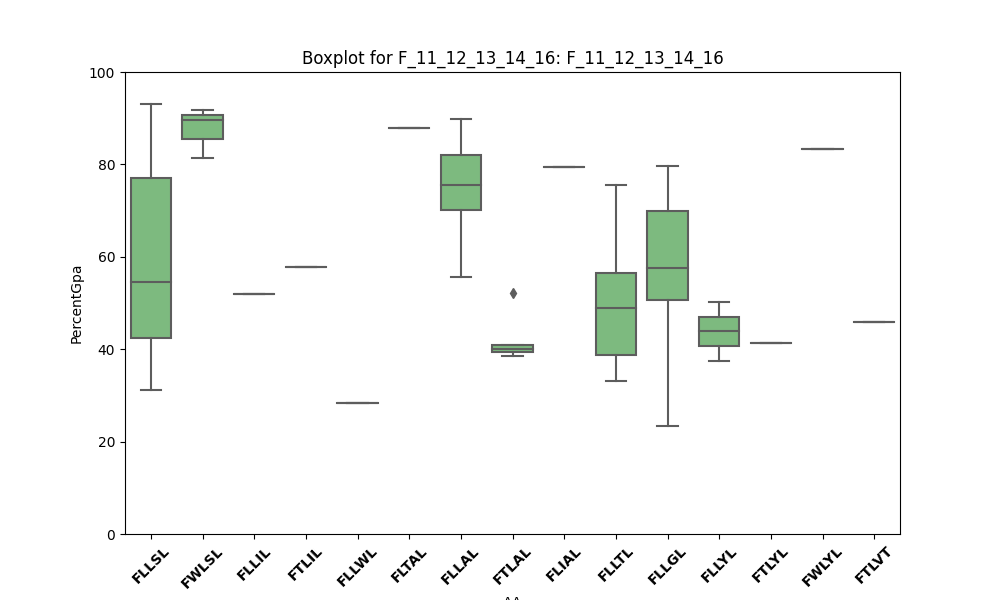 Boxplot for F_11_12_13_14_16: F_11_12_13_14_16
PercentGpa
100
80
60
40
20
0
FLLSL
FWLSL
FLLIL
FTLIL
FLLWL
FLTAL
FLLAL
FTLAL
FLIAL
FLLTL
FLLGL
FLLYL
FTLYL
FWLYL
FTLVT